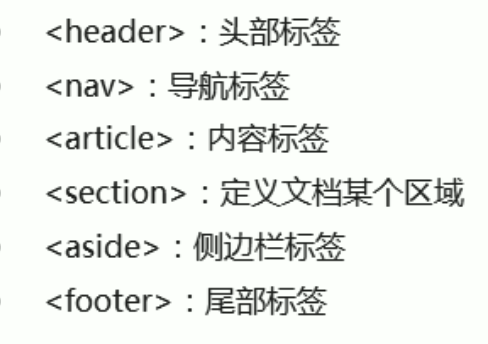 <header>：头部标签
<nav>：导航标签
<article>：内容标签
<section>：定义文档某个区域
<aside>：侧边栏标签
<footer>：尾部标签